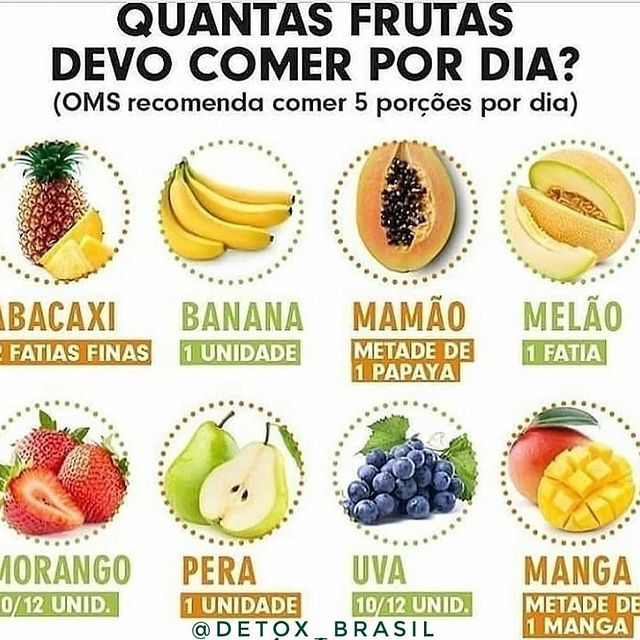 QUANTAS FRUTAS
DEVO COMER POR DIA?
(OMS recomenda comer 5 porções por dia)
ABACAXI
BANANA
MAMÃO
MELÃO
2 FATIAS FINAS
1 UNIDADE
METADE DE
1 PAPAYA
1 FATIA
MORANGO
PERA
UVA
MANGA
0/12 UNID.
1 UNIDADE
10/12 UNID.
METADE DE
1 MANGA
@DETOX_BRASIL